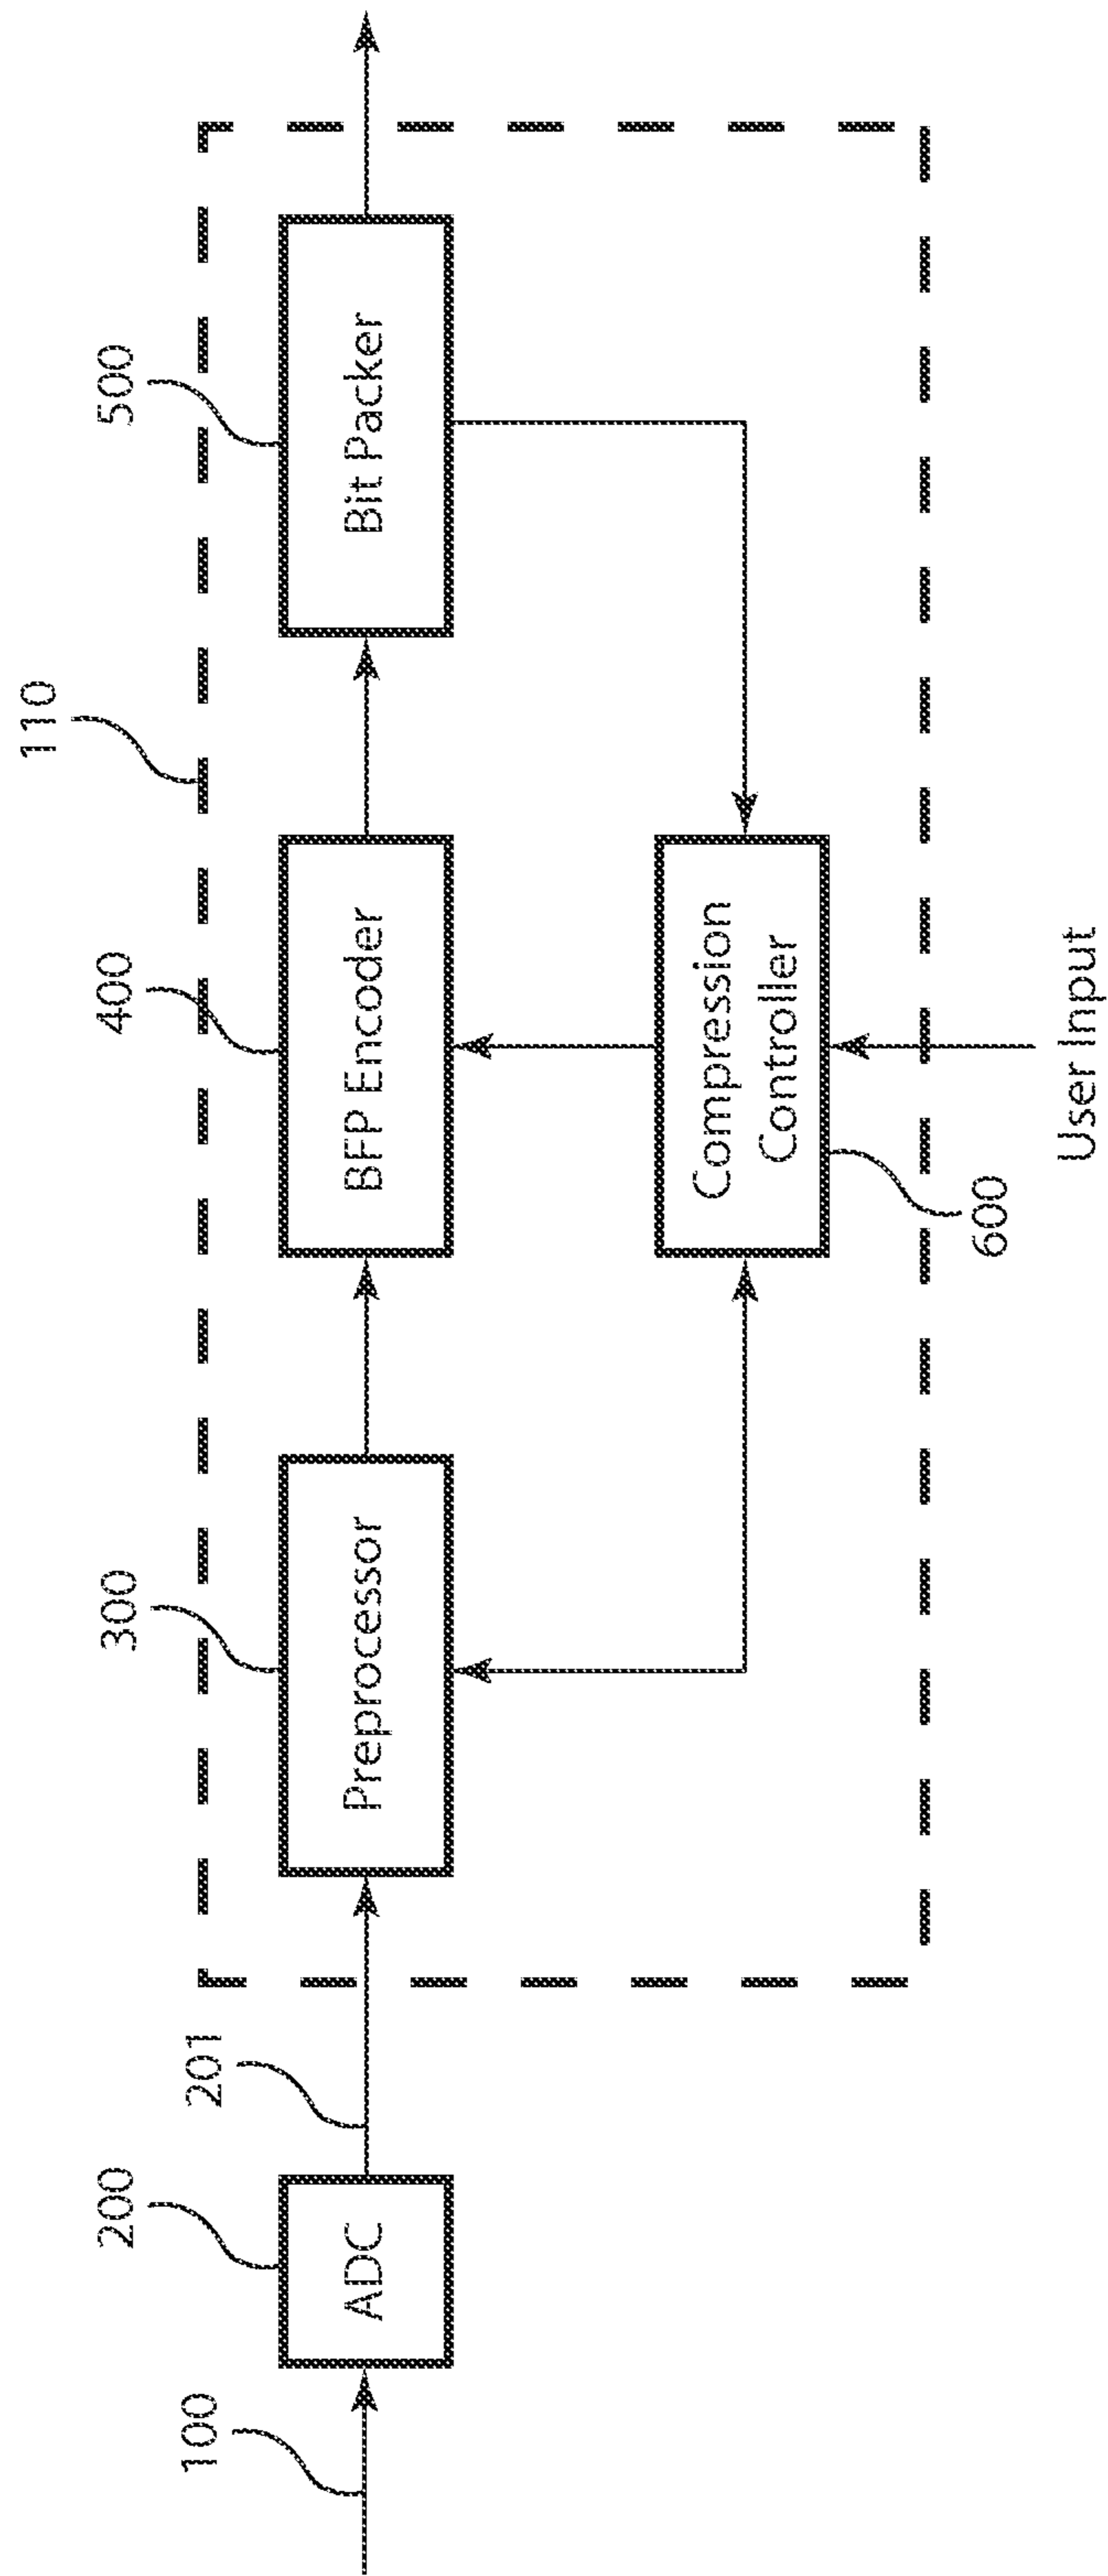 110
100
200
201
300
400
500
ADC
Preprocessor
BFP Encoder
Bit Packer
Compression
Controller
600
User Input